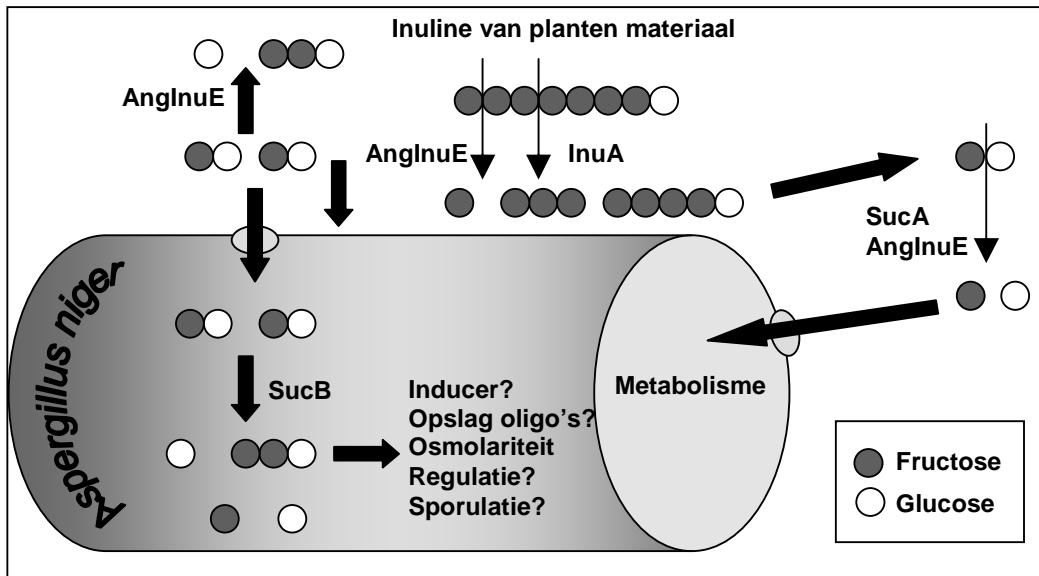 Inuline van planten materiaal
AngInuE
AngInuE
InuA
SucA
AngInuE
Aspergillus niger
SucB
Inducer?
Opslag oligo's?
Osmolariteit
Regulatie?
Sporulatie?
Metabolisme
Fructose
Glucose